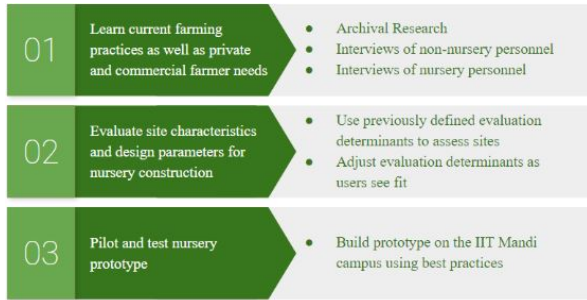 01
Learn current farming
practices as well as private
and commercial farmer needs
● Archival Research
● Interviews of non-nursery personnel
● Interviews of nursery personnel
02
Evaluate site characteristics
and design parameters for
nursery construction
● Use previously defined evaluation
determinants to assess sites
● Adjust evaluation determinants as
users see fit
03
Pilot and test nursery
prototype
● Build prototype on the IIT Mandi
campus using best practices